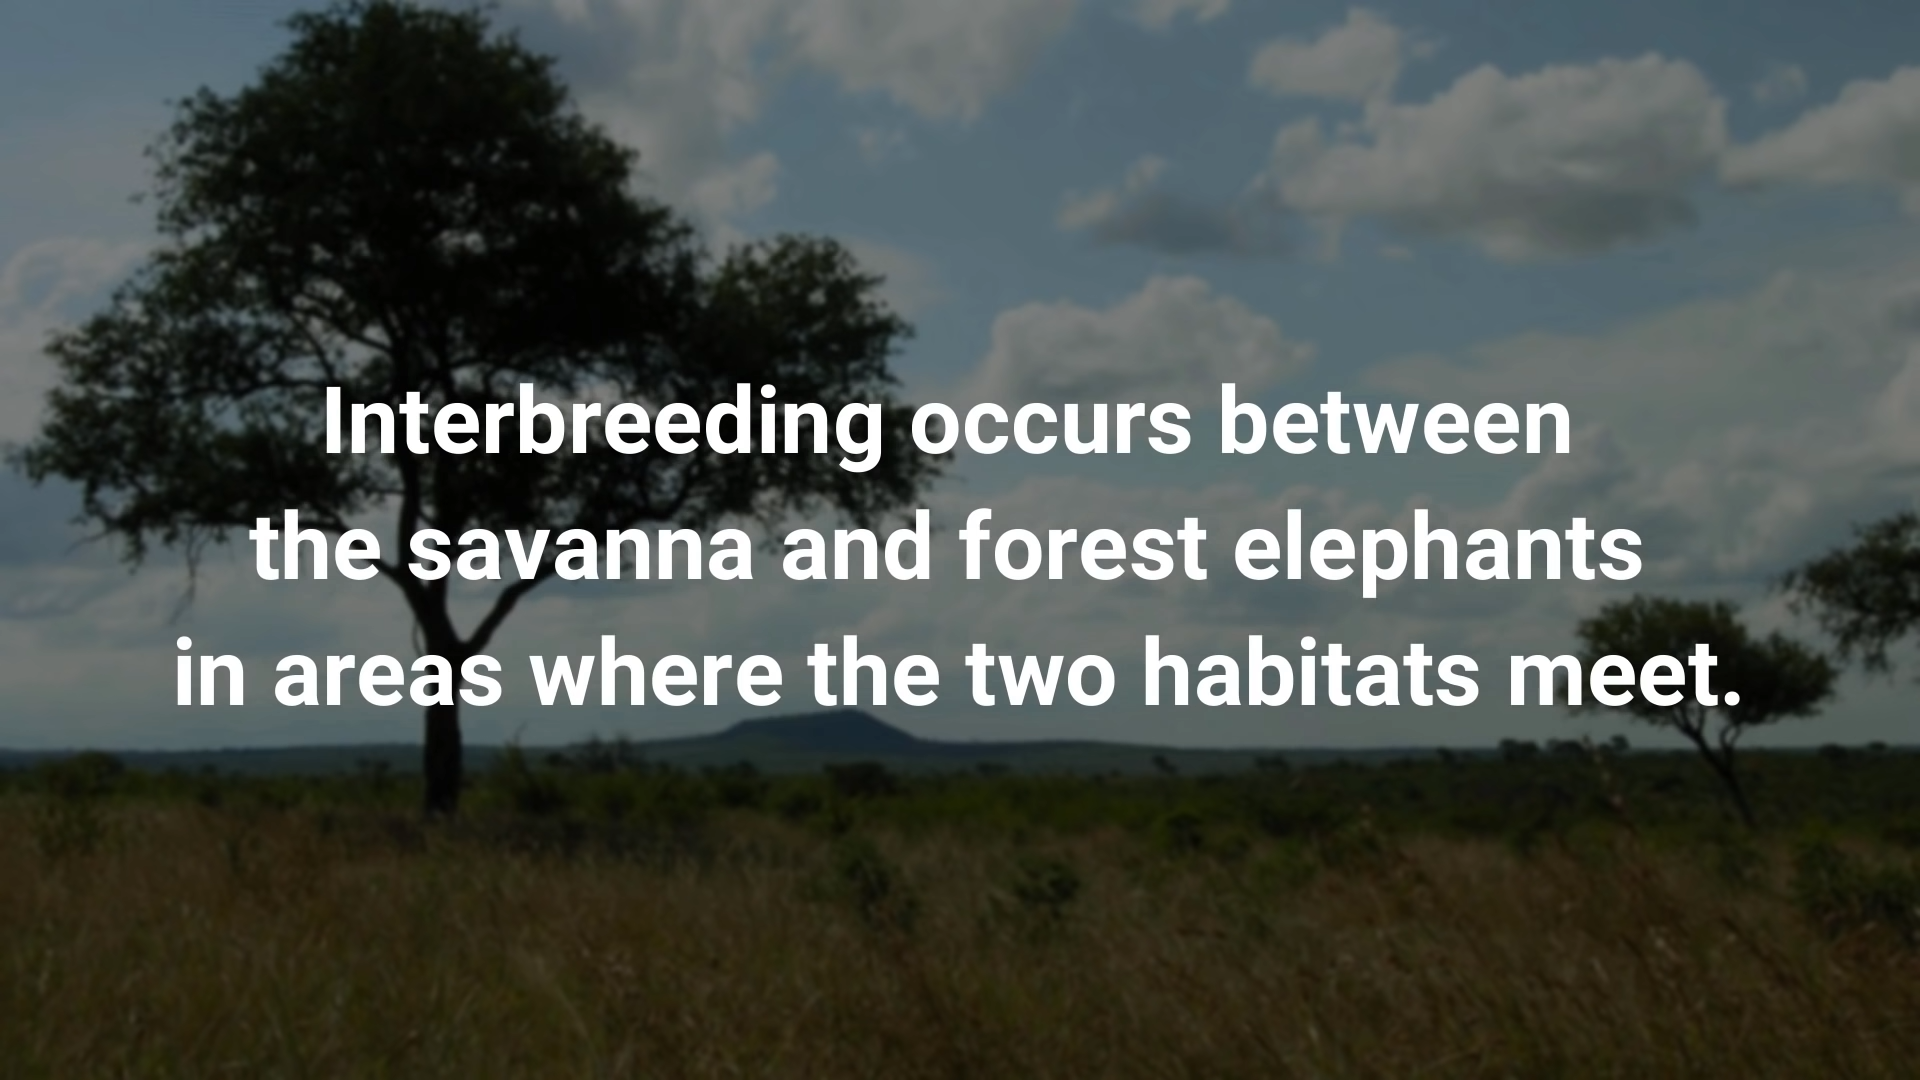 Interbreeding occurs between
the savanna and forest elephants
in areas where the two habitats meet.